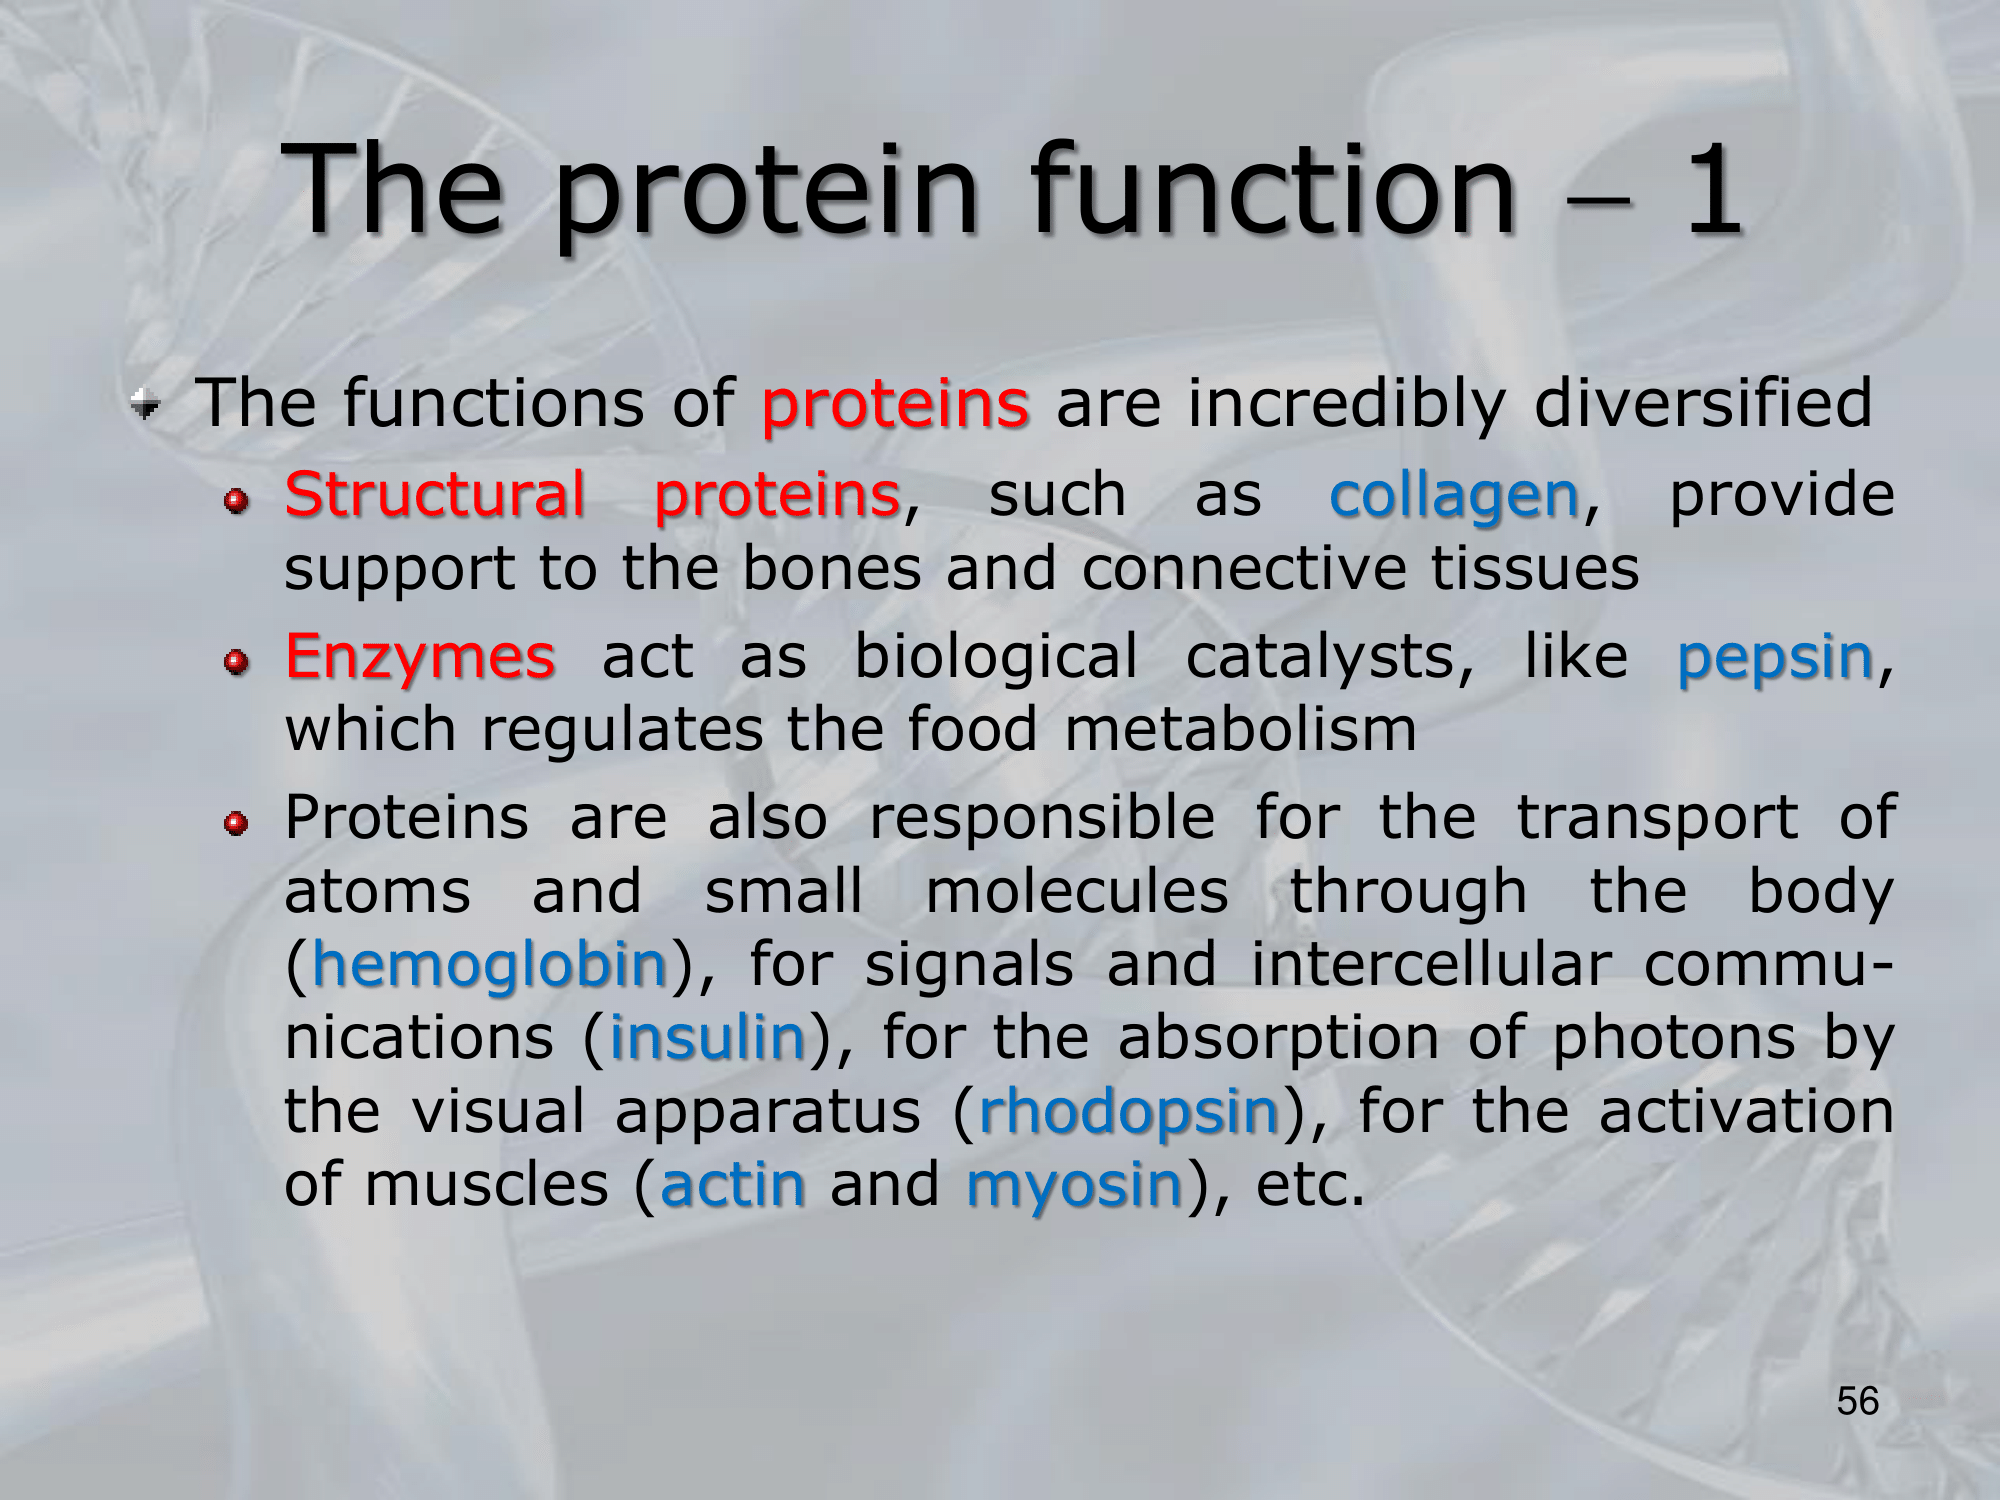 The protein function – 1
The functions of proteins are incredibly diversified
Structural proteins, such as collagen, provide
support to the bones and connective tissues
Enzymes act as biological catalysts, like pepsin,
which regulates the food metabolism
Proteins are also responsible for the transport of
atoms and small molecules through the body
(hemoglobin), for signals and intercellular commu-
nications (insulin), for the absorption of photons by
the visual apparatus (rhodopsin), for the activation
of muscles (actin and myosin), etc.
56